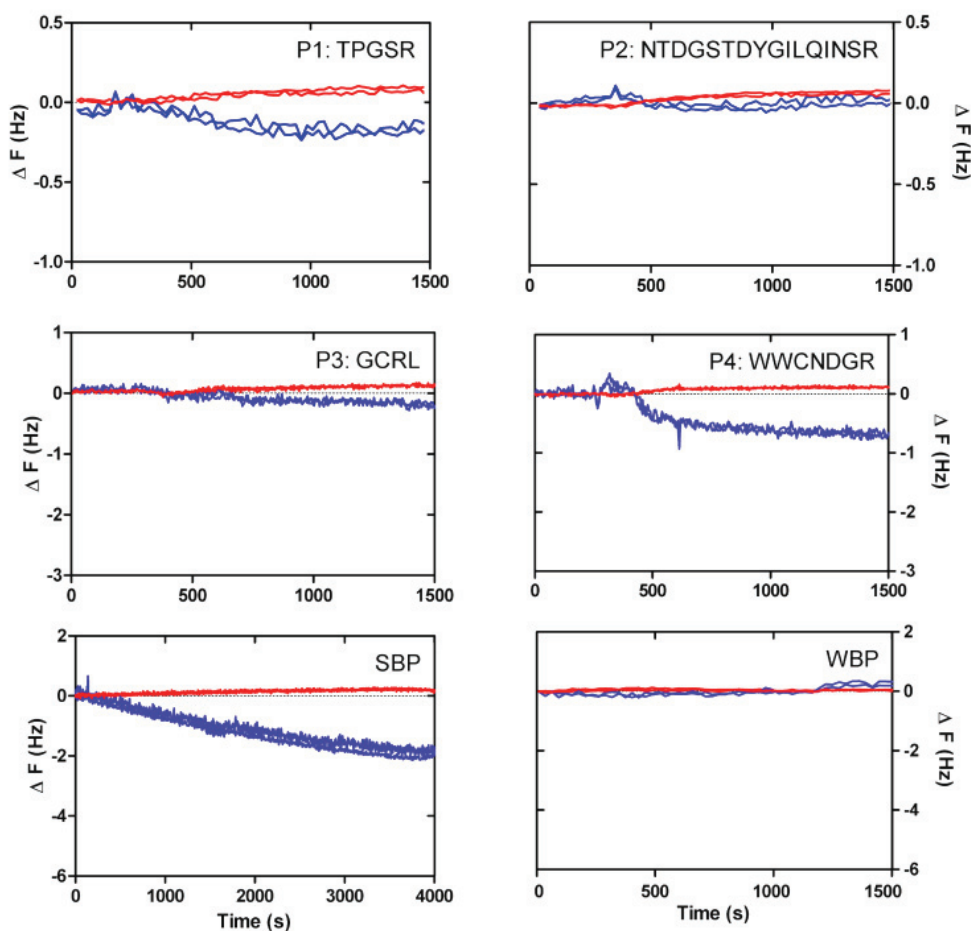 P1: TPGSR
0.5
0.0
-0.5
-1.0
Δ F (Hz)
0 500 1000 1500
P2: NTDGSTDYGILQINSR
0.5
0.0
-0.5
-1.0
Δ F (Hz)
0 500 1000 1500
P3: GCRL
1
0
-1
-2
-3
Δ F (Hz)
0 500 1000 1500
P4: WWCNDGR
1
0
-1
-2
-3
Δ F (Hz)
0 500 1000 1500
SBP
2
0
-2
-4
-6
Δ F (Hz)
0 1000 2000 3000 4000
Time (s)
WBP
2
0
-2
-4
-6
Δ F (Hz)
0 500 1000 1500
Time (s)